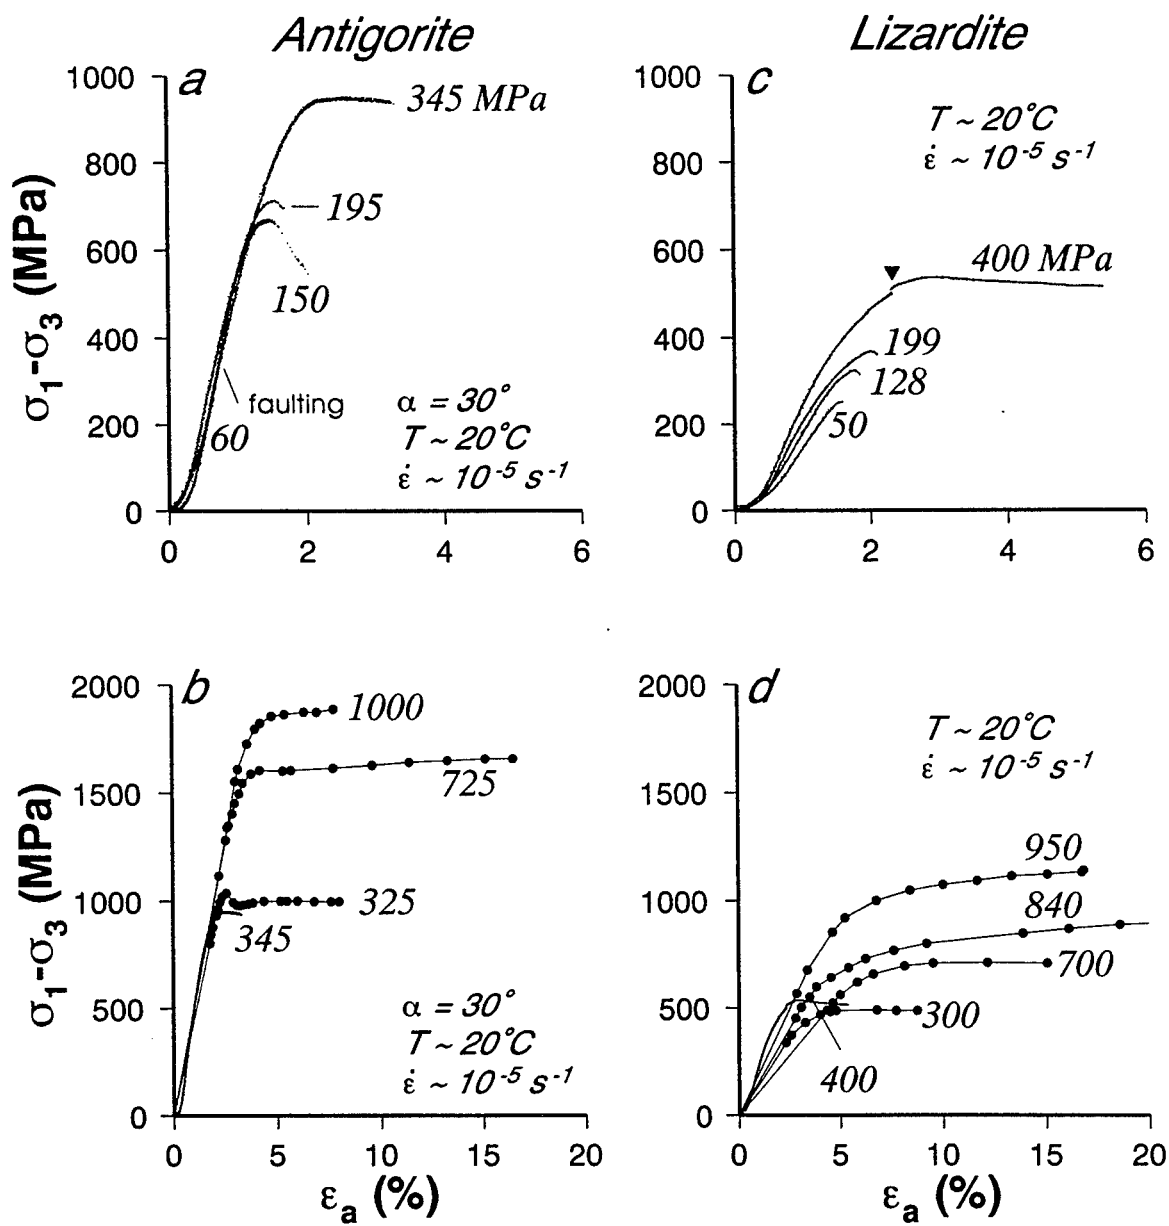 Antigorite
a
1000
800
600
400
200
0
0 2 4 6
σ1-σ3 (MPa)
345 MPa
195
150
faulting
60
α = 30°
T ~ 20°C
ε̇ ~ 10⁻⁵ s⁻¹
Lizardite
c
1000
800
600
400
200
0
0 2 4 6
T ~ 20°C
ε̇ ~ 10⁻⁵ s⁻¹
400 MPa
199
128
50
b
2000
1500
1000
500
0
0 5 10 15 20
σ1-σ3 (MPa)
εa (%)
1000
725
325
345
α = 30°
T ~ 20°C
ε̇ ~ 10⁻⁵ s⁻¹
d
2000
1500
1000
500
0
0 5 10 15 20
εa (%)
T ~ 20°C
ε̇ ~ 10⁻⁵ s⁻¹
950
840
700
300
400